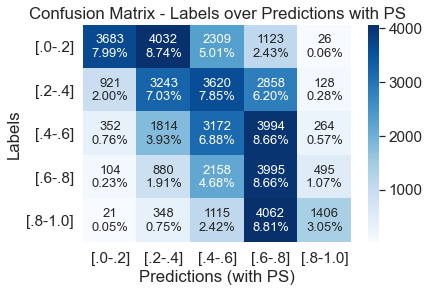 Confusion Matrix - Labels over Predictions with PS
Labels
[.0-.2]
3683 4032 2309 1123 26
7.99% 8.74% 5.01% 2.43% 0.06%
[.2-.4]
921 3243 3620 2858 128
2.00% 7.03% 7.85% 6.20% 0.28%
[.4-.6]
352 1814 3172 3994 264
0.76% 3.93% 6.88% 8.66% 0.57%
[.6-.8]
104 880 2158 3995 495
0.23% 1.91% 4.68% 8.66% 1.07%
[.8-1.0]
21 348 1115 4062 1406
0.05% 0.75% 2.42% 8.81% 3.05%
[.0-.2] [.2-.4] [.4-.6] [.6-.8] [.8-1.0]
Predictions (with PS)
4000
3000
2000
1000